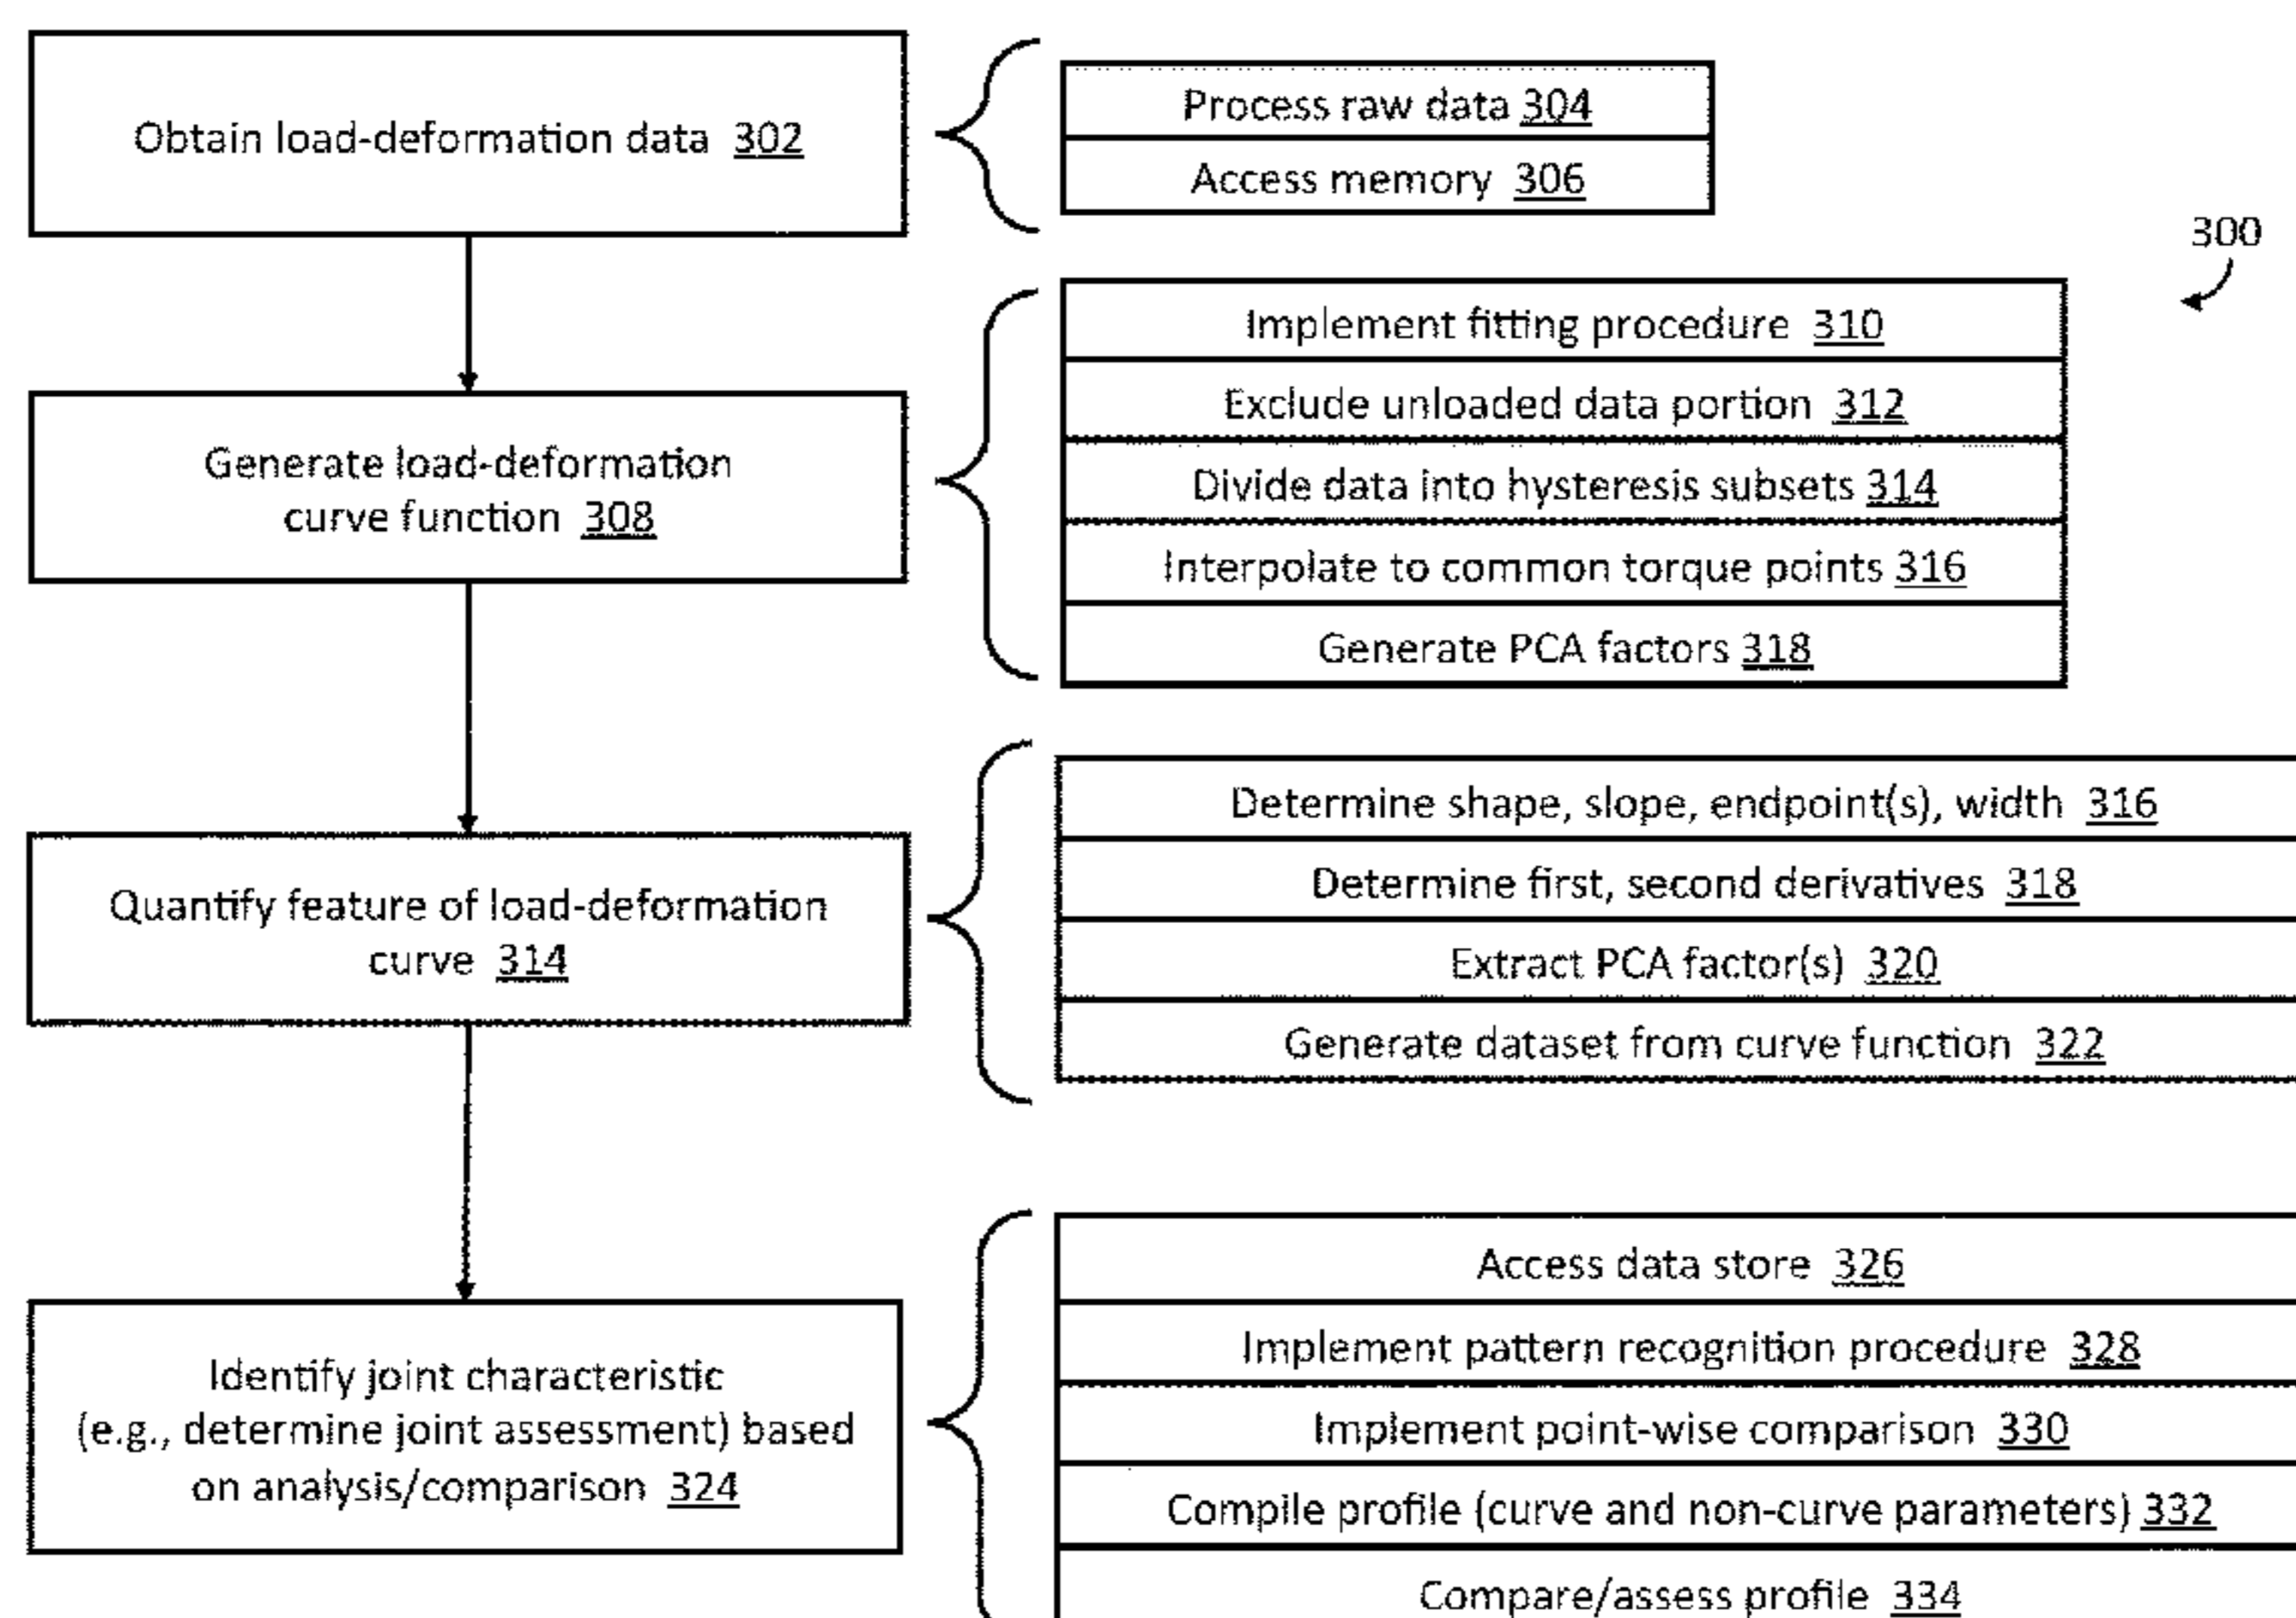 Obtain load-deformation data 302
Process raw data 304
Access memory 306
300
Generate load-deformation
curve function 308
Implement fitting procedure 310
Exclude unloaded data portion 312
Divide data into hysteresis subsets 314
Interpolate to common torque points 316
Generate PCA factors 318
Quantify feature of load-deformation
curve 314
Determine shape, slope, endpoint(s), width 316
Determine first, second derivatives 318
Extract PCA factor(s) 320
Generate dataset from curve function 322
Identify joint characteristic
(e.g., determine joint assessment) based
on analysis/comparison 324
Access data store 326
Implement pattern recognition procedure 328
Implement point-wise comparison 330
Compile profile (curve and non-curve parameters) 332
Compare/assess profile 334